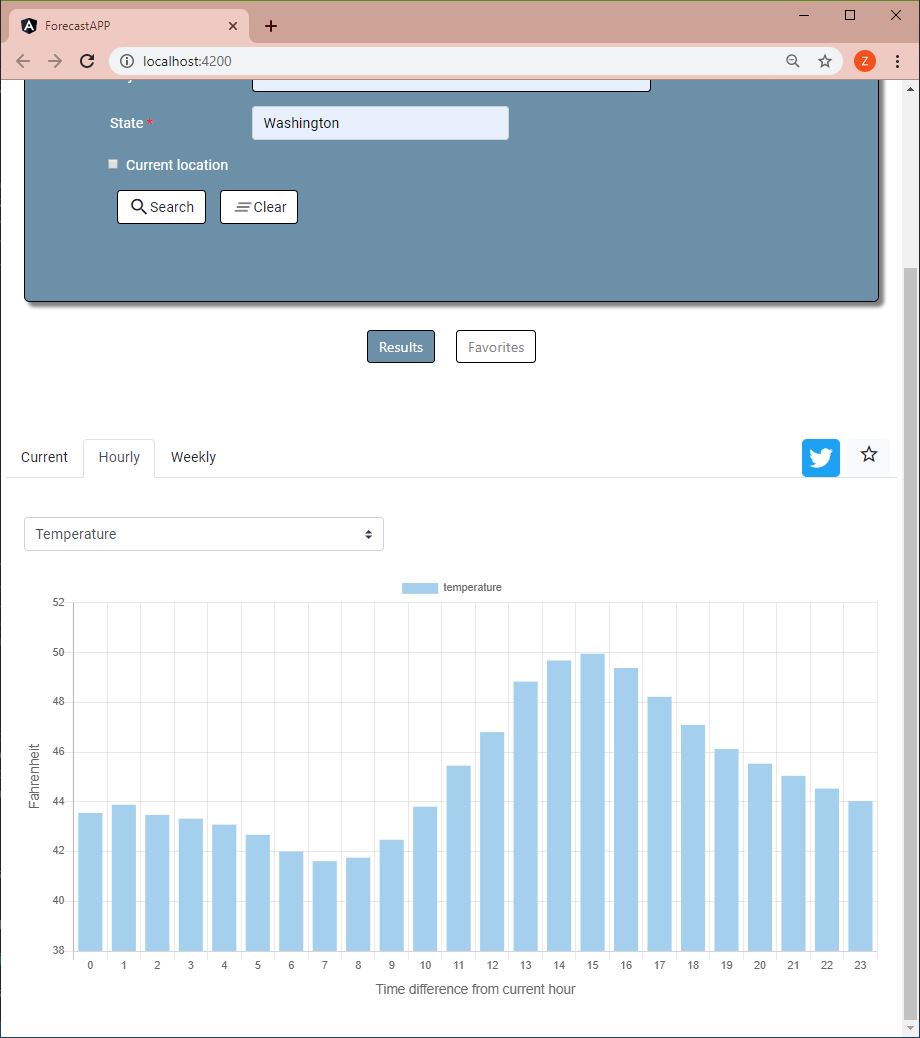 ForecastAPP
localhost:4200
Z
State *
Washington
Current location
Search
Clear
Results
Favorites
Current
Hourly
Weekly
Temperature
temperature
52
50
48
46
44
42
40
38
Fahrenheit
0 1 2 3 4 5 6 7 8 9 10 11 12 13 14 15 16 17 18 19 20 21 22 23
Time difference from current hour